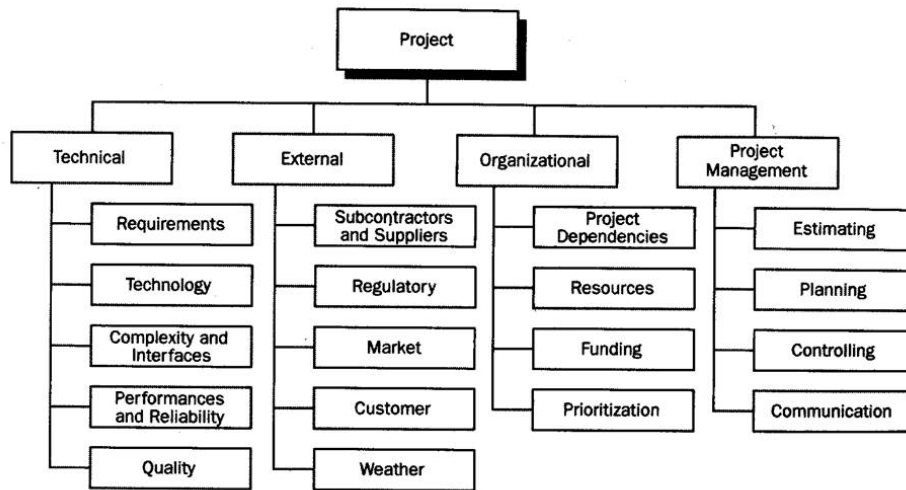 Project
Technical
External
Organizational
Project
Management
Requirements
Technology
Complexity and
Interfaces
Performances
and Reliability
Quality
Subcontractors
and Suppliers
Regulatory
Market
Customer
Weather
Project
Dependencies
Resources
Funding
Prioritization
Estimating
Planning
Controlling
Communication